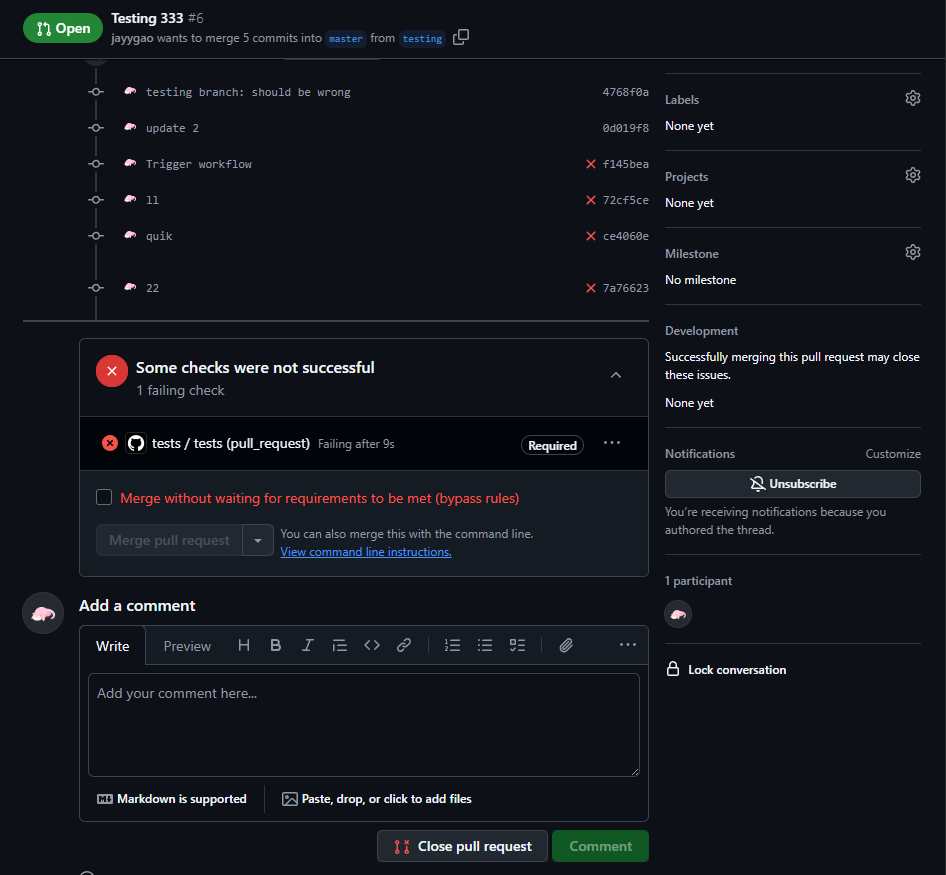 Open
Testing 333 #6
jayygao wants to merge 5 commits into master from testing
testing branch: should be wrong 4768f0a
update 2 0d019f8
Trigger workflow f145bea
ll 72cf5ce
quik ce4060e
22 7a76623
Some checks were not successful
1 failing check
tests / tests (pull_request) Failing after 9s Required
Merge without waiting for requirements to be met (bypass rules)
Merge pull request
You can also merge this with the command line.
View command line instructions.
Add a comment
Write Preview
Add your comment here...
Markdown is supported
Paste, drop, or click to add files
Close pull request
Comment
Labels
None yet
Projects
None yet
Milestone
No milestone
Development
Successfully merging this pull request may close
these issues.
None yet
Notifications Customize
Unsubscribe
You're receiving notifications because you
authored the thread.
1 participant
Lock conversation